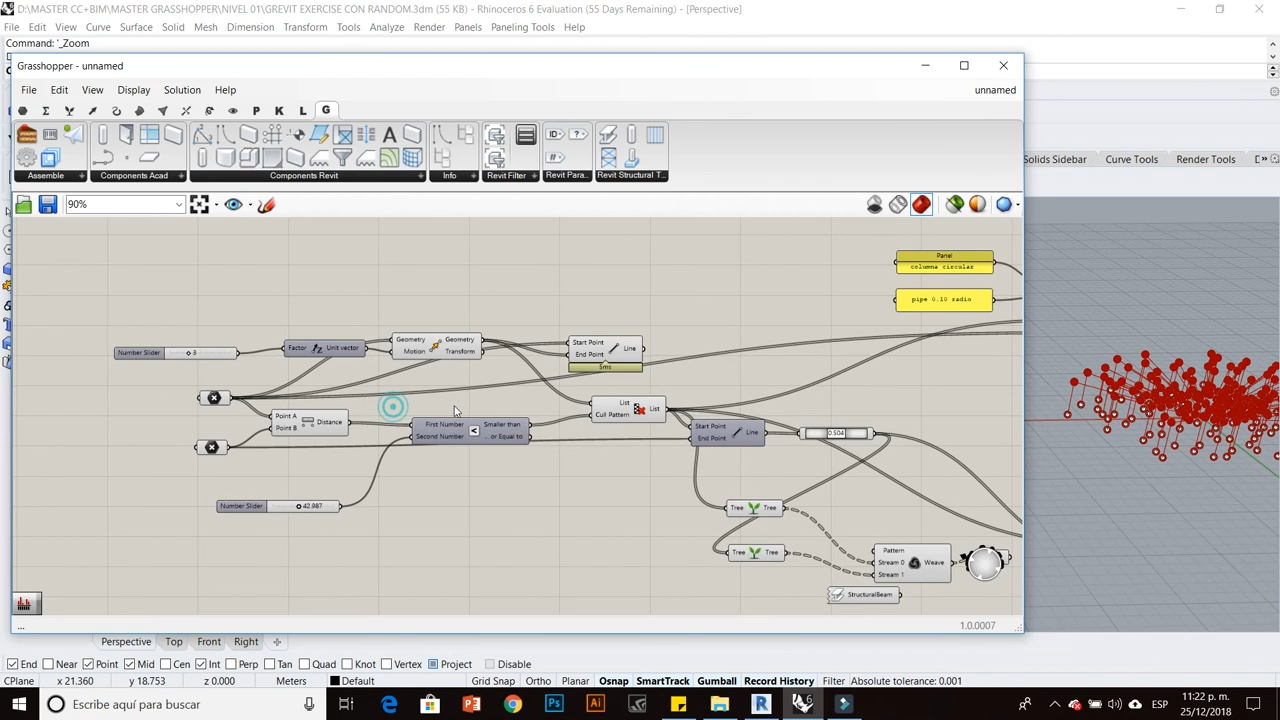 D:\MASTER CC+BIM\MASTER GRASSHOPPER\NIVEL 01\GREVIT EXERCISE CON RANDOM.3dm (55 KB) - Rhinoceros 6 Evaluation (55 Days Remaining) - [Perspective]
File Edit View Curve Surface Solid Mesh Dimension Transform Tools Analyze Render Panels Paneling Tools Help
Command: '_Zoom
Grasshopper - unnamed
File Edit View Display Solution Help unnamed
P K L G
A ID ?
Assemble Components Acad Components Revit Info Revit Filter Revit Para... Revit Structural T...
Solids Sidebar Curve Tools Render Tools
90%
Panel
columna circular
pipe 0.10 radio
Number Slider 3
Factor Unit vector
Geometry Geometry
Motion Transform
Start Point Line
End Point
5ms
Point A Distance
Point B
First Number Smaller than
Second Number ... or Equal to
List List
Cull Pattern
Start Point Line
End Point
0.504
Number Slider 42.987
Tree Tree
Tree Tree
Pattern
Stream 0 Weave
Stream 1
StructuralBeam
... 1.0.0007
Perspective Top Front Right
End Near Point Mid Cen Int Perp Tan Quad Knot Vertex Project Disable
CPlane x 21.360 y 18.753 z 0.000 Meters Default Grid Snap Ortho Planar Osnap SmartTrack Gumball Record History Filter Absolute tolerance: 0.001
Escribe aquí para buscar
ESP
11:22 p. m.
25/12/2018